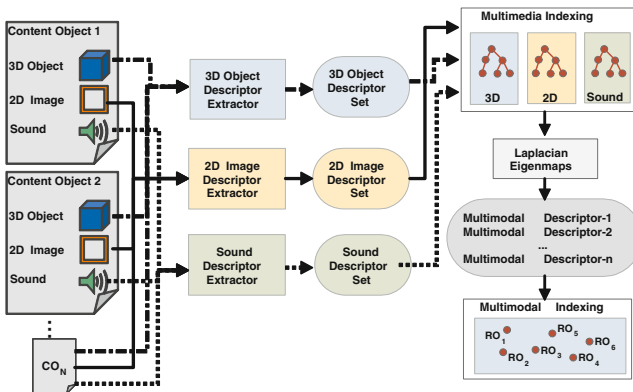 Content Object 1
3D Object
2D Image
Sound
Content Object 2
3D Object
2D Image
Sound
CON
3D Object
Descriptor
Extractor
2D Image
Descriptor
Extractor
Sound
Descriptor
Extractor
3D Object
Descriptor
Set
2D Image
Descriptor
Set
Sound
Descriptor
Set
Multimedia Indexing
3D 2D Sound
Laplacian
Eigenmaps
Multimodal Descriptor-1
Multimodal Descriptor-2
...
Multimodal Descriptor-n
Multimodal Indexing
RO1 RO5
RO2 RO3 RO4 RO6